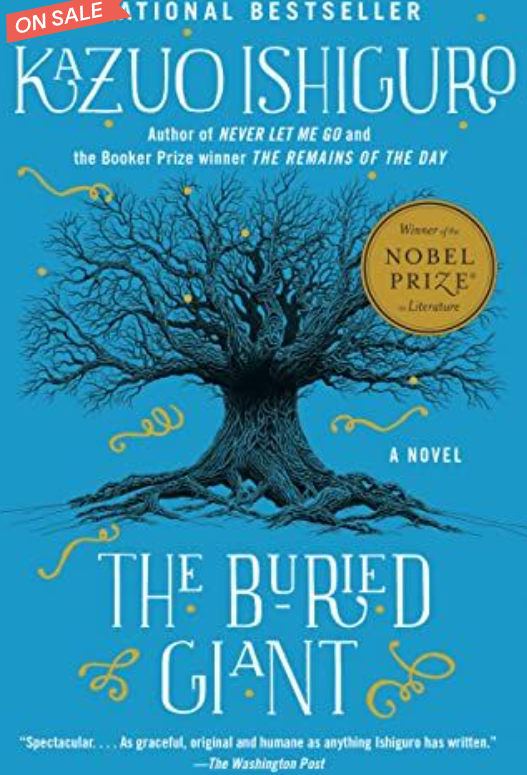 ON SALE
ATIONAL BESTSELLER
KAZUO ISHIGURO
Author of NEVER LET ME GO and
the Booker Prize winner THE REMAINS OF THE DAY
Winner of the
NOBEL
PRIZE®
in Literature
A NOVEL
THE BURIED
GIANT
“Spectacular. . . . As graceful, original and humane as anything Ishiguro has written.”
—The Washington Post